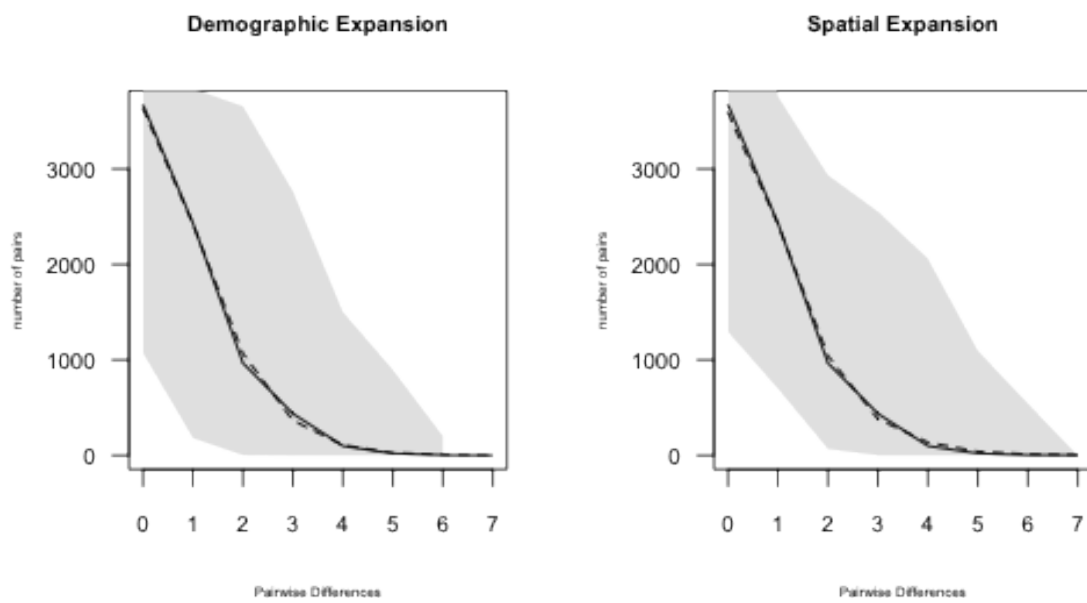 Demographic Expansion
number of pairs
3000
2000
1000
0
0 1 2 3 4 5 6 7
Pairwise Differences
Spatial Expansion
number of pairs
3000
2000
1000
0
0 1 2 3 4 5 6 7
Pairwise Differences